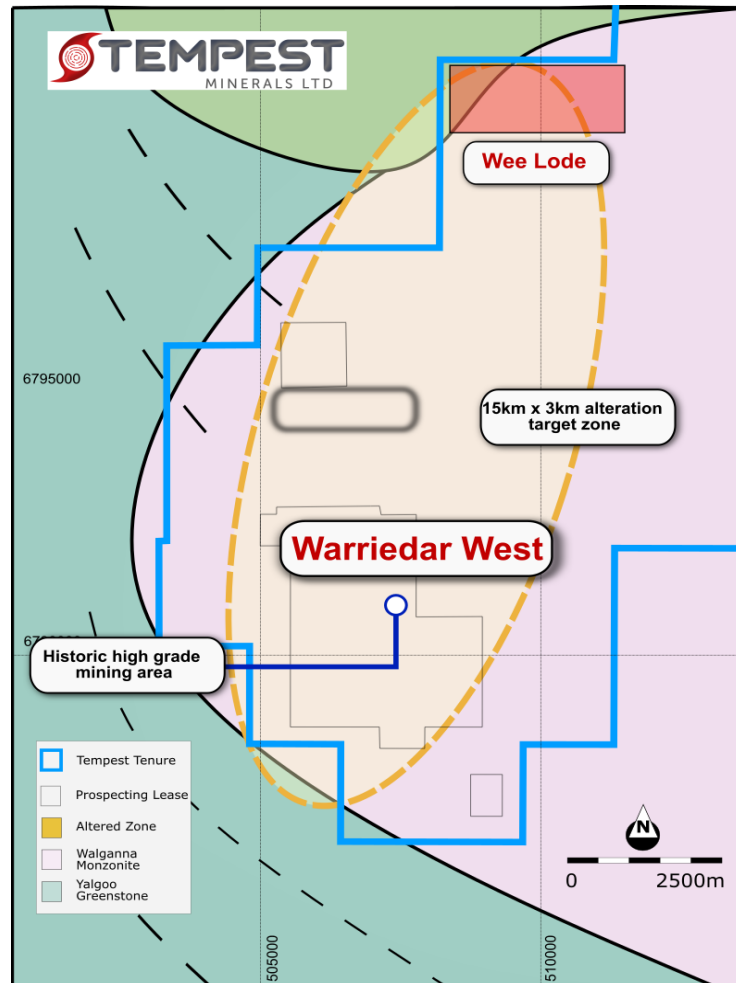 TEMPEST
MINERALS LTD
Wee Lode
6795000
15km x 3km alteration
target zone
Warriedar West
Historic high grade
mining area
Tempest Tenure
Prospecting Lease
Altered Zone
Walganna
Monzonite
Yalgoo
Greenstone
N
0 2500m
505000
510000